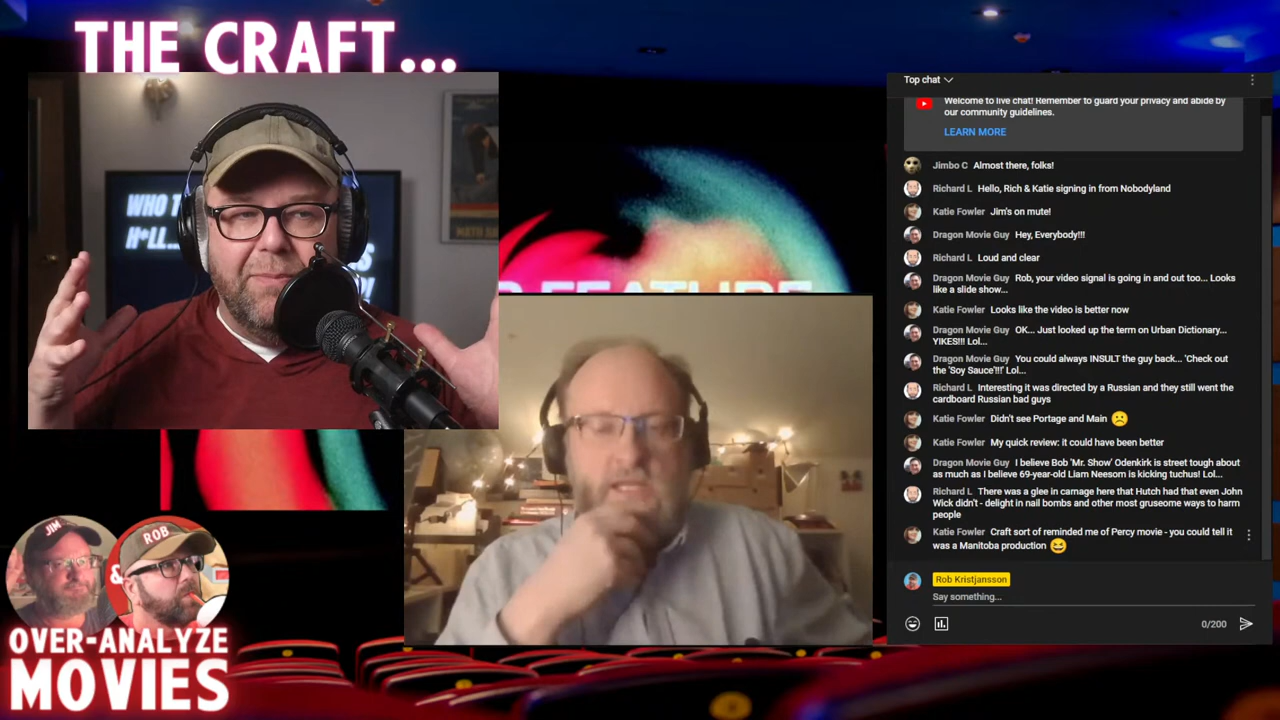 THE CRAFT...
WHO T
H*LL...
S
JIM
&
ROB
OVER-ANALYZE
MOVIES
FEATURE
Top chat
Welcome to live chat! Remember to guard your privacy and abide by
our community guidelines.
LEARN MORE
Jimbo C Almost there, folks!
Richard L Hello, Rich & Katie signing in from Nobodyland
Katie Fowler Jim's on mute!
Dragon Movie Guy Hey, Everybody!!!
Richard L Loud and clear
Dragon Movie Guy Rob, your video signal is going in and out too... Looks
like a slide show...
Katie Fowler Looks like the video is better now
Dragon Movie Guy OK... Just looked up the term on Urban Dictionary...
YIKES!!! Lol...
Dragon Movie Guy You could always INSULT the guy back... 'Check out
the 'Soy Sauce'!!!' Lol...
Richard L Interesting it was directed by a Russian and they still went the
cardboard Russian bad guys
Katie Fowler Didn't see Portage and Main ☹️
Katie Fowler My quick review: it could have been better
Dragon Movie Guy I believe Bob 'Mr. Show' Odenkirk is street tough about
as much as I believe 69-year-old Liam Neesom is kicking tuchus! Lol...
Richard L There was a glee in carnage here that Hutch had that even John
Wick didn't - delight in nail bombs and other most gruesome ways to harm
people
Katie Fowler Craft sort of reminded me of Percy movie - you could tell it
was a Manitoba production 😆
Rob Kristjansson
Say something...
0/200